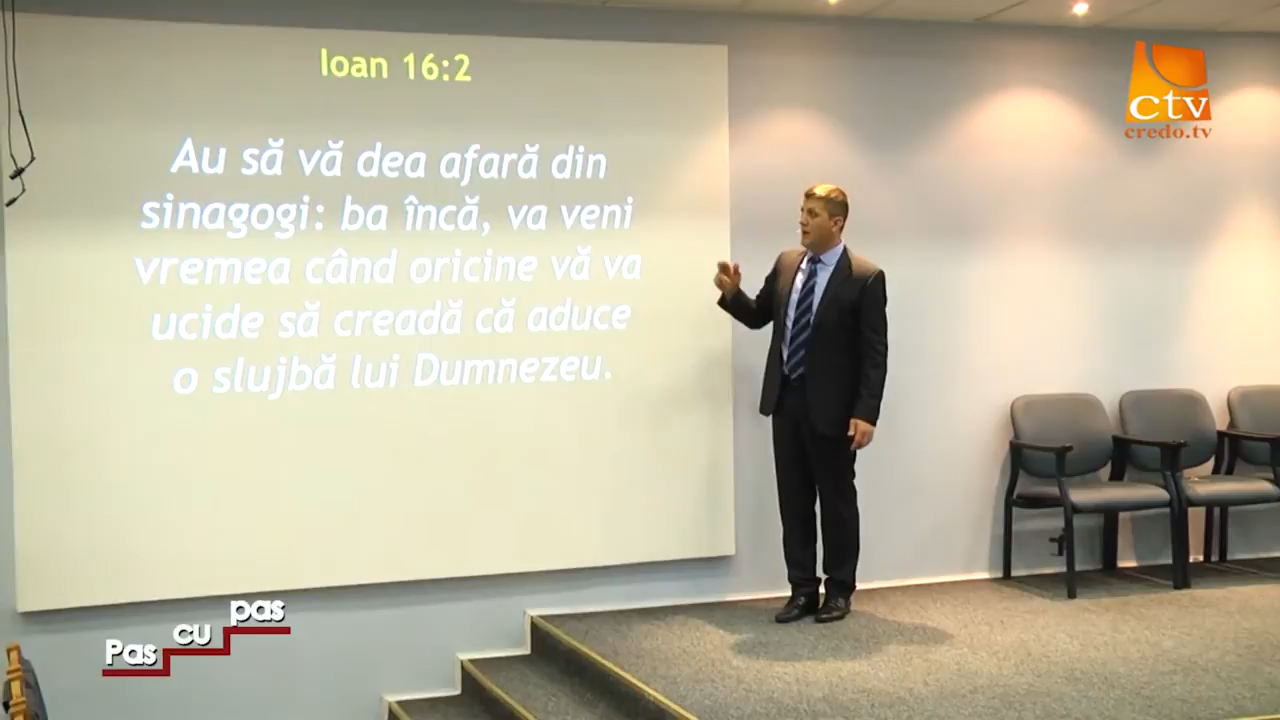 Ioan 16:2
Au să vă dea afară din
sinagogi: ba încă, va veni
vremea când oricine vă va
ucide să creadă că aduce
o slujbă lui Dumnezeu.
ctv
credo.tv
Pas cu pas